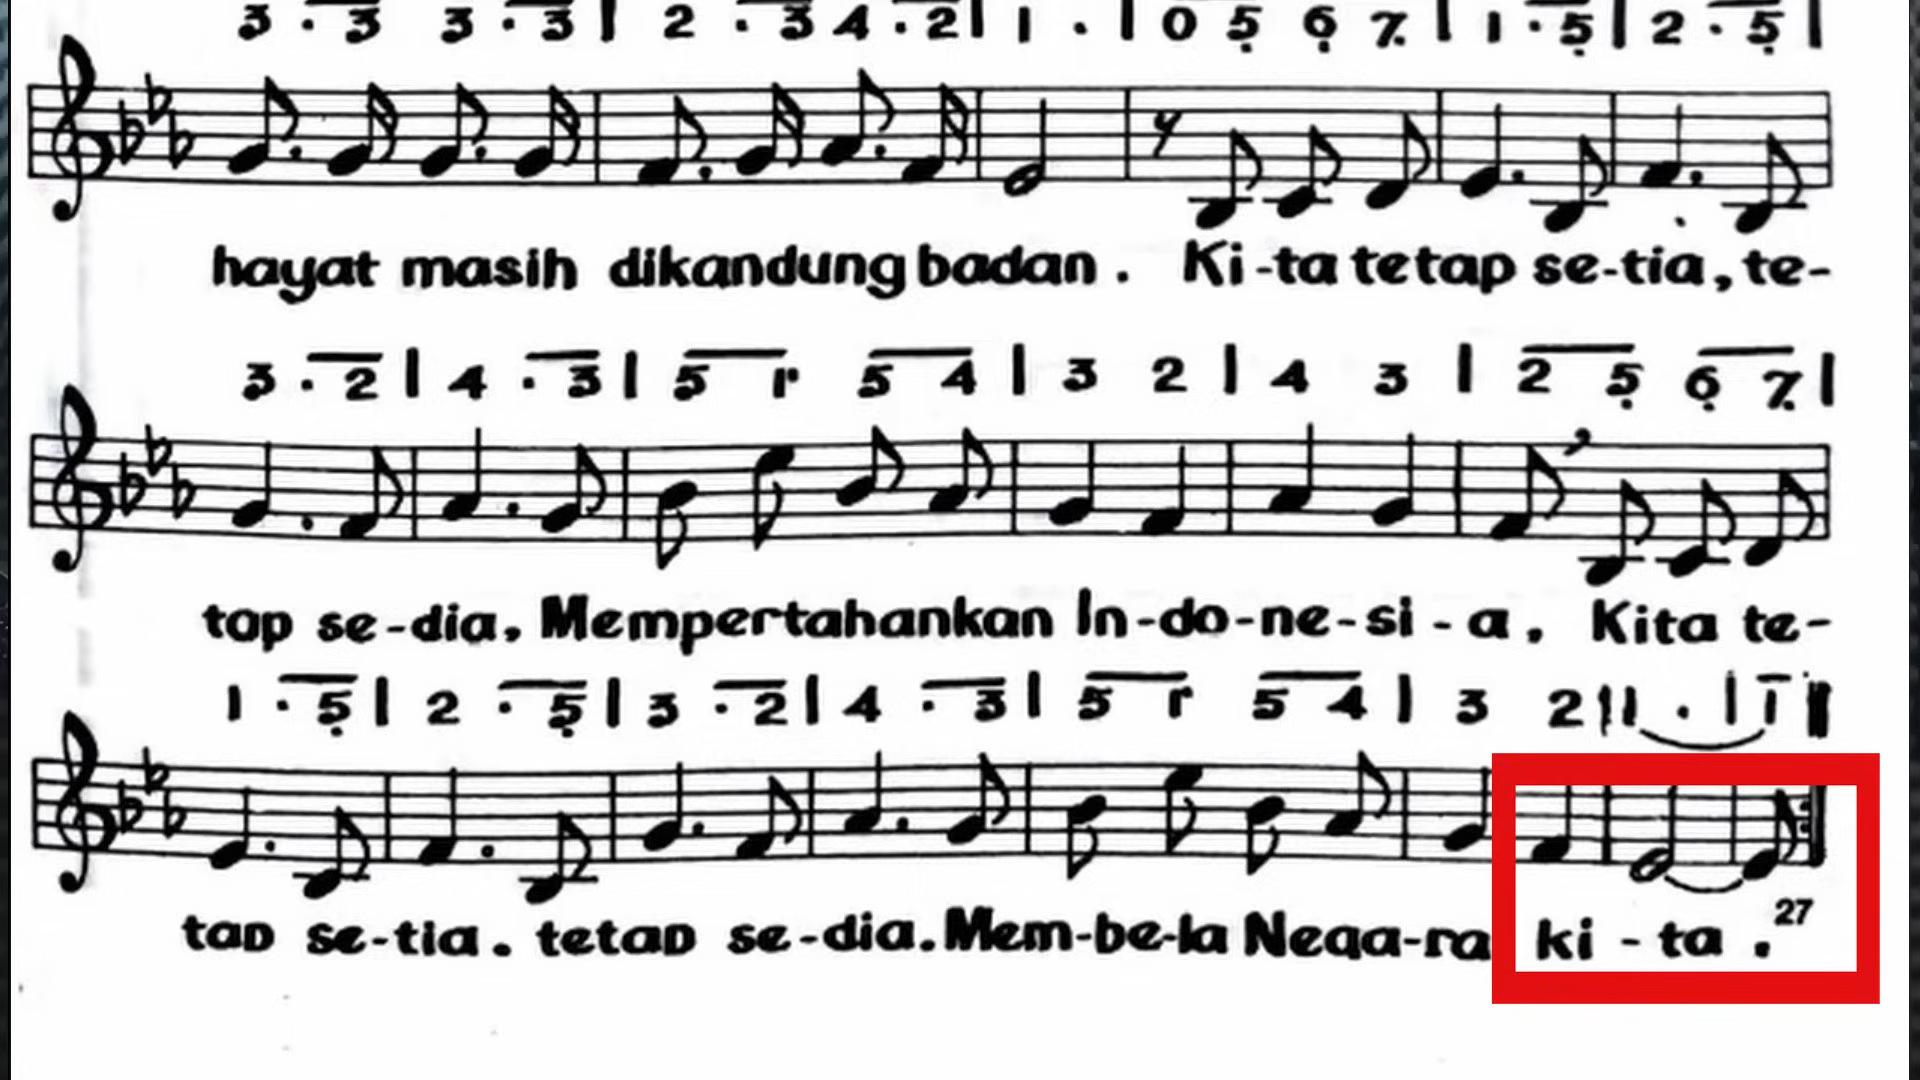 3 . 3 3 . 3 | 2 . 3 4 . 2 | 1 . | 0 5 6 7 | 1 . 5 | 2 . 5 |
hayat masih dikandung badan . Ki-ta tetap se-tia, te-
3 . 2 | 4 . 3 | 5 r 5 4 | 3 2 | 4 3 | 2 5 6 7 |
tap se-dia. Mempertahankan In-do-ne-si-a. Kita te-
1 . 5 | 2 . 5 | 3 . 2 | 4 . 3 | 5 r 5 4 | 3 2 | 1 . | 1 ||
tap se-tia. tetap se-dia. Mem-be-la Nega-ra ki-ta .
27